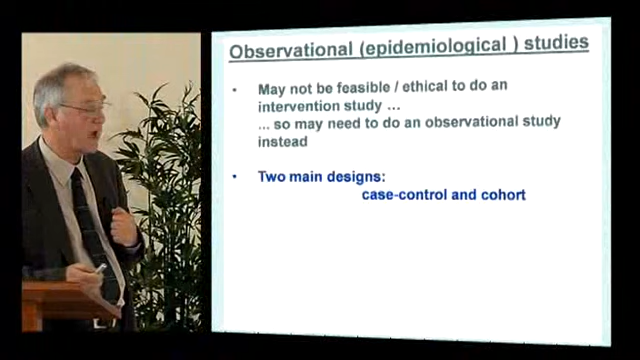 Observational (epidemiological ) studies
• May not be feasible / ethical to do an
intervention study ...
... so may need to do an observational study
instead
• Two main designs:
case-control and cohort